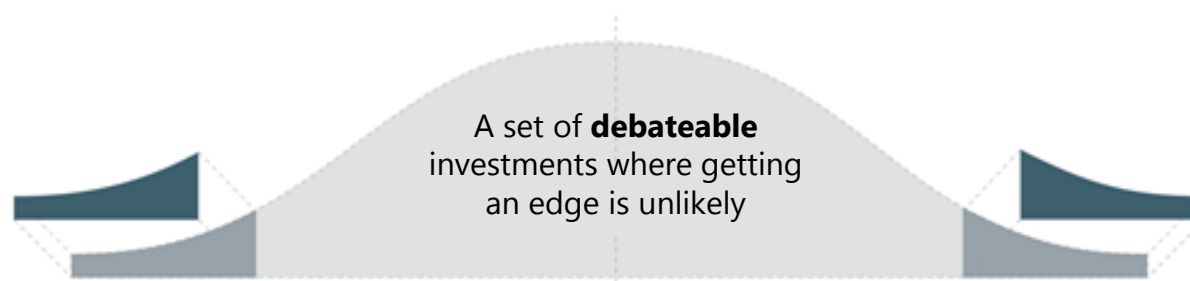 A set of debateable
investments where getting
an edge is unlikely